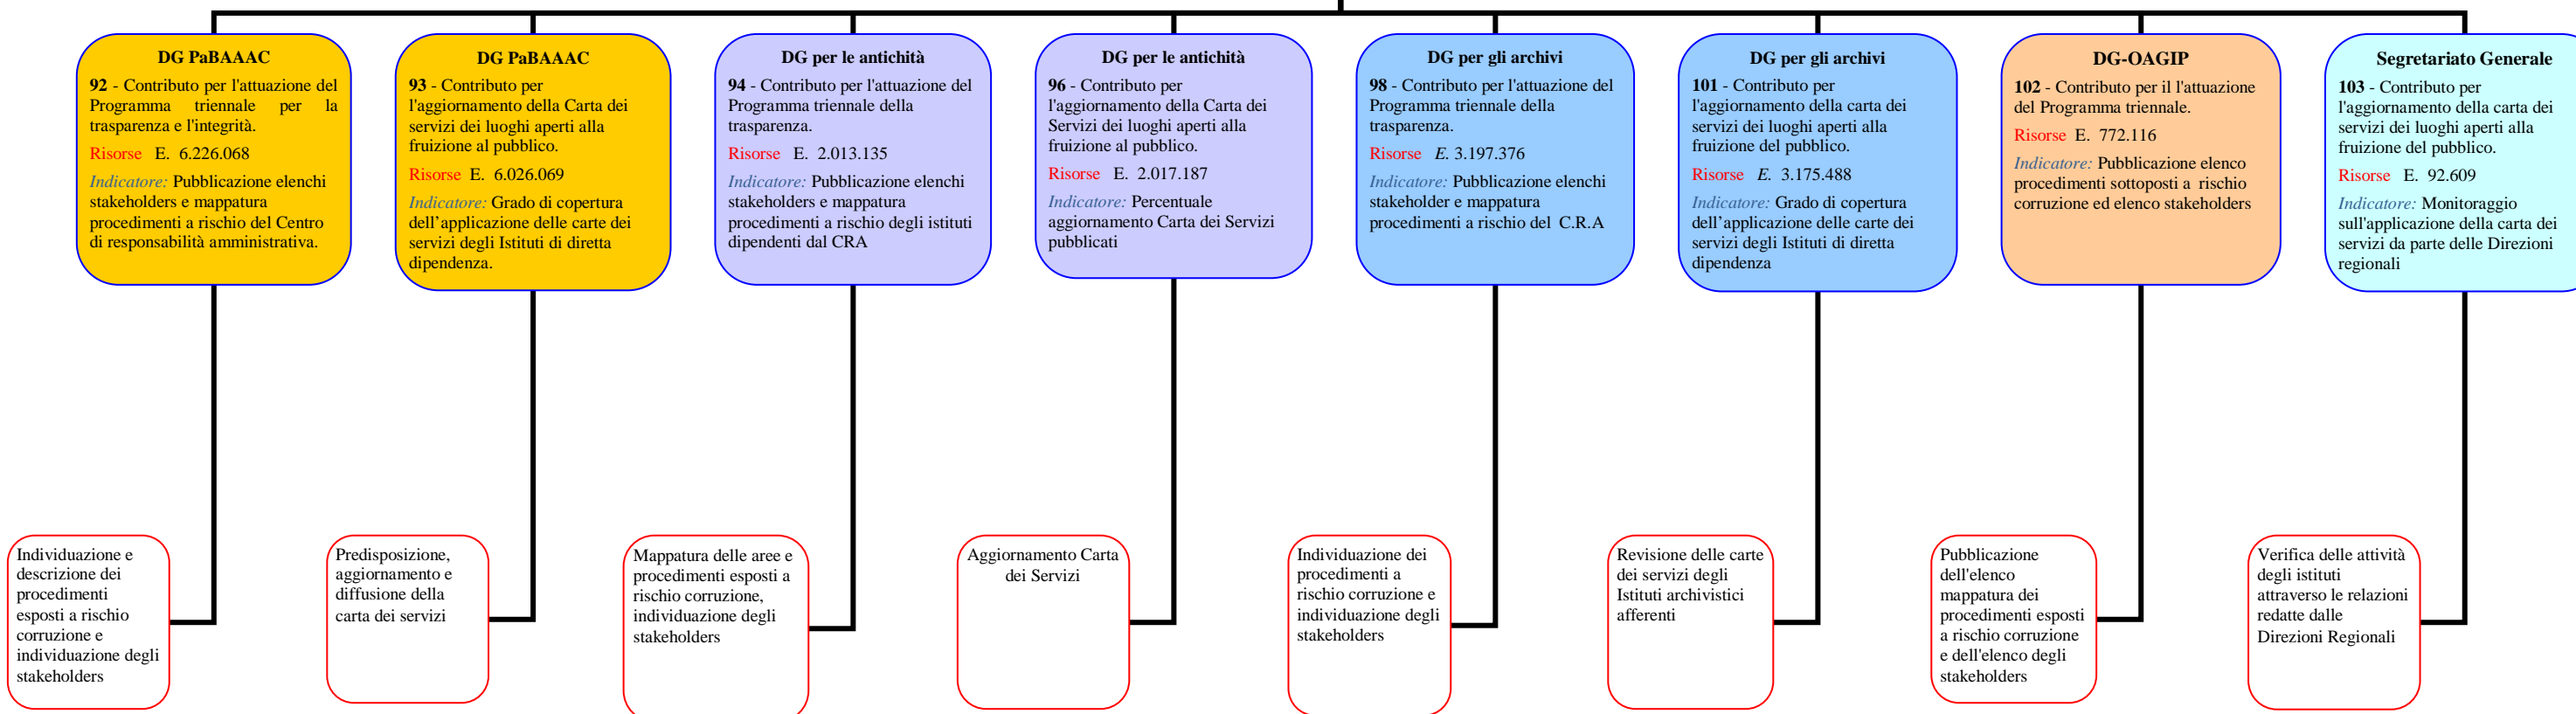 DG PaBAAAC
92 - Contributo per l'attuazione del
Programma triennale per la
trasparenza e l'integrità.
Risorse E. 6.226.068
Indicatore: Pubblicazione elenchi
stakeholders e mappatura
procedimenti a rischio del Centro
di responsabilità amministrativa.
DG PaBAAAC
93 - Contributo per
l'aggiornamento della Carta dei
servizi dei luoghi aperti alla
fruizione al pubblico.
Risorse E. 6.026.069
Indicatore: Grado di copertura
dell’applicazione delle carte dei
servizi degli Istituti di diretta
dipendenza.
DG per le antichità
94 - Contributo per l'attuazione del
Programma triennale della
trasparenza.
Risorse E. 2.013.135
Indicatore: Pubblicazione elenchi
stakeholders e mappatura
procedimenti a rischio degli istituti
dipendenti dal CRA
DG per le antichità
96 - Contributo per
l'aggiornamento della Carta dei
Servizi dei luoghi aperti alla
fruizione al pubblico.
Risorse E. 2.017.187
Indicatore: Percentuale
aggiornamento Carta dei Servizi
pubblicati
DG per gli archivi
98 - Contributo per l'attuazione del
Programma triennale della
trasparenza.
Risorse E. 3.197.376
Indicatore: Pubblicazione elenchi
stakeholder e mappatura
procedimenti a rischio del C.R.A
DG per gli archivi
101 - Contributo per
l'aggiornamento della carta dei
servizi dei luoghi aperti alla
fruizione del pubblico.
Risorse E. 3.175.488
Indicatore: Grado di copertura
dell’applicazione delle carte dei
servizi degli Istituti di diretta
dipendenza
DG-OAGIP
102 - Contributo per il l'attuazione
del Programma triennale.
Risorse E. 772.116
Indicatore: Pubblicazione elenco
procedimenti sottoposti a rischio
corruzione ed elenco stakeholders
Segretariato Generale
103 - Contributo per
l'aggiornamento della carta dei
servizi dei luoghi aperti alla
fruizione del pubblico.
Risorse E. 92.609
Indicatore: Monitoraggio
sull'applicazione della carta dei
servizi da parte delle Direzioni
regionali
Individuazione e
descrizione dei
procedimenti
esposti a rischio
corruzione e
individuazione degli
stakeholders
Predisposizione,
aggiornamento e
diffusione della
carta dei servizi
Mappatura delle aree e
procedimenti esposti a
rischio corruzione,
individuazione degli
stakeholders
Aggiornamento Carta
dei Servizi
Individuazione dei
procedimenti a
rischio corruzione e
individuazione degli
stakeholders
Revisione delle carte
dei servizi degli
Istituti archivistici
afferenti
Pubblicazione
dell'elenco
mappatura dei
procedimenti esposti
a rischio corruzione
e dell'elenco degli
stakeholders
Verifica delle attività
degli istituti
attraverso le relazioni
redatte dalle
Direzioni Regionali